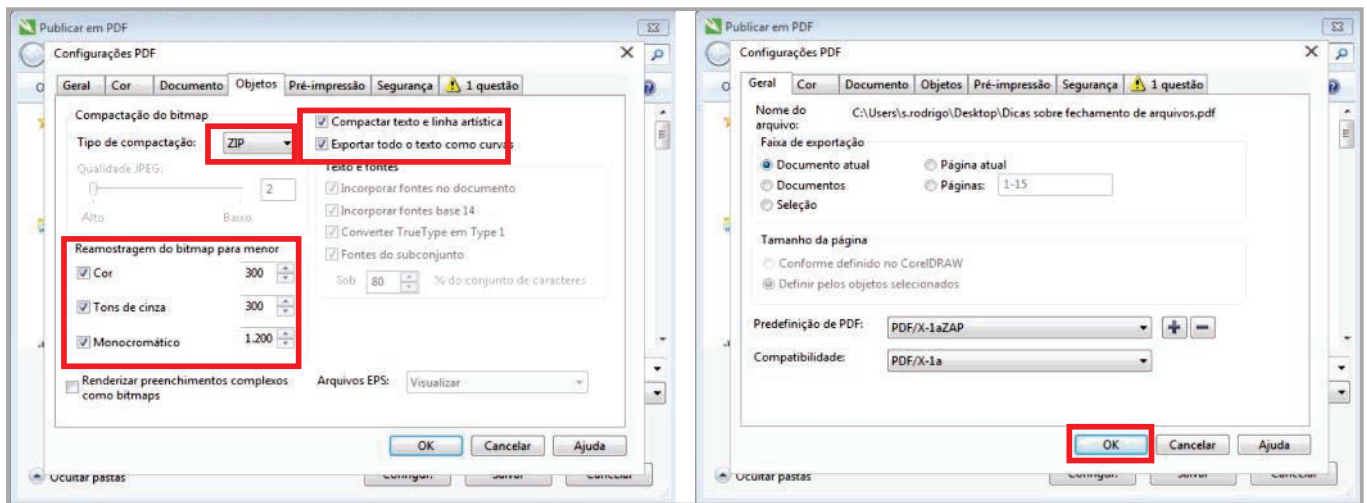 Publicar em PDF
Configurações PDF
Geral Cor Documento Objetos Pré-impressão Segurança 1 questão
Compactação do bitmap
Tipo de compactação: ZIP
Qualidade JPEG:
2
Alto Baixo
Reamostragem do bitmap para menor
Cor 300
Tons de cinza 300
Monocromático 1.200
Renderizar preenchimentos complexos
como bitmaps
Compactar texto e linha artística
Exportar todo o texto como curvas
Texto e fontes
Incorporar fontes no documento
Incorporar fontes base 14
Converter TrueType em Type 1
Fontes do subconjunto
Sob 80 % do conjunto de caracteres
Arquivos EPS: Visualizar
OK Cancelar Ajuda
Ocultar pastas
Publicar em PDF
Configurações PDF
Geral Cor Documento Objetos Pré-impressão Segurança 1 questão
Nome do C:\Users\s.rodrigo\Desktop\Dicas sobre fechamento de arquivos.pdf
arquivo:
Faixa de exportação
Documento atual Página atual
Documentos Páginas: 1-15
Seleção
Tamanho da página
Conforme definido no CorelDRAW
Definir pelos objetos selecionados
Predefinição de PDF: PDF/X-1aZAP
Compatibilidade: PDF/X-1a
OK Cancelar Ajuda
Ocultar pastas